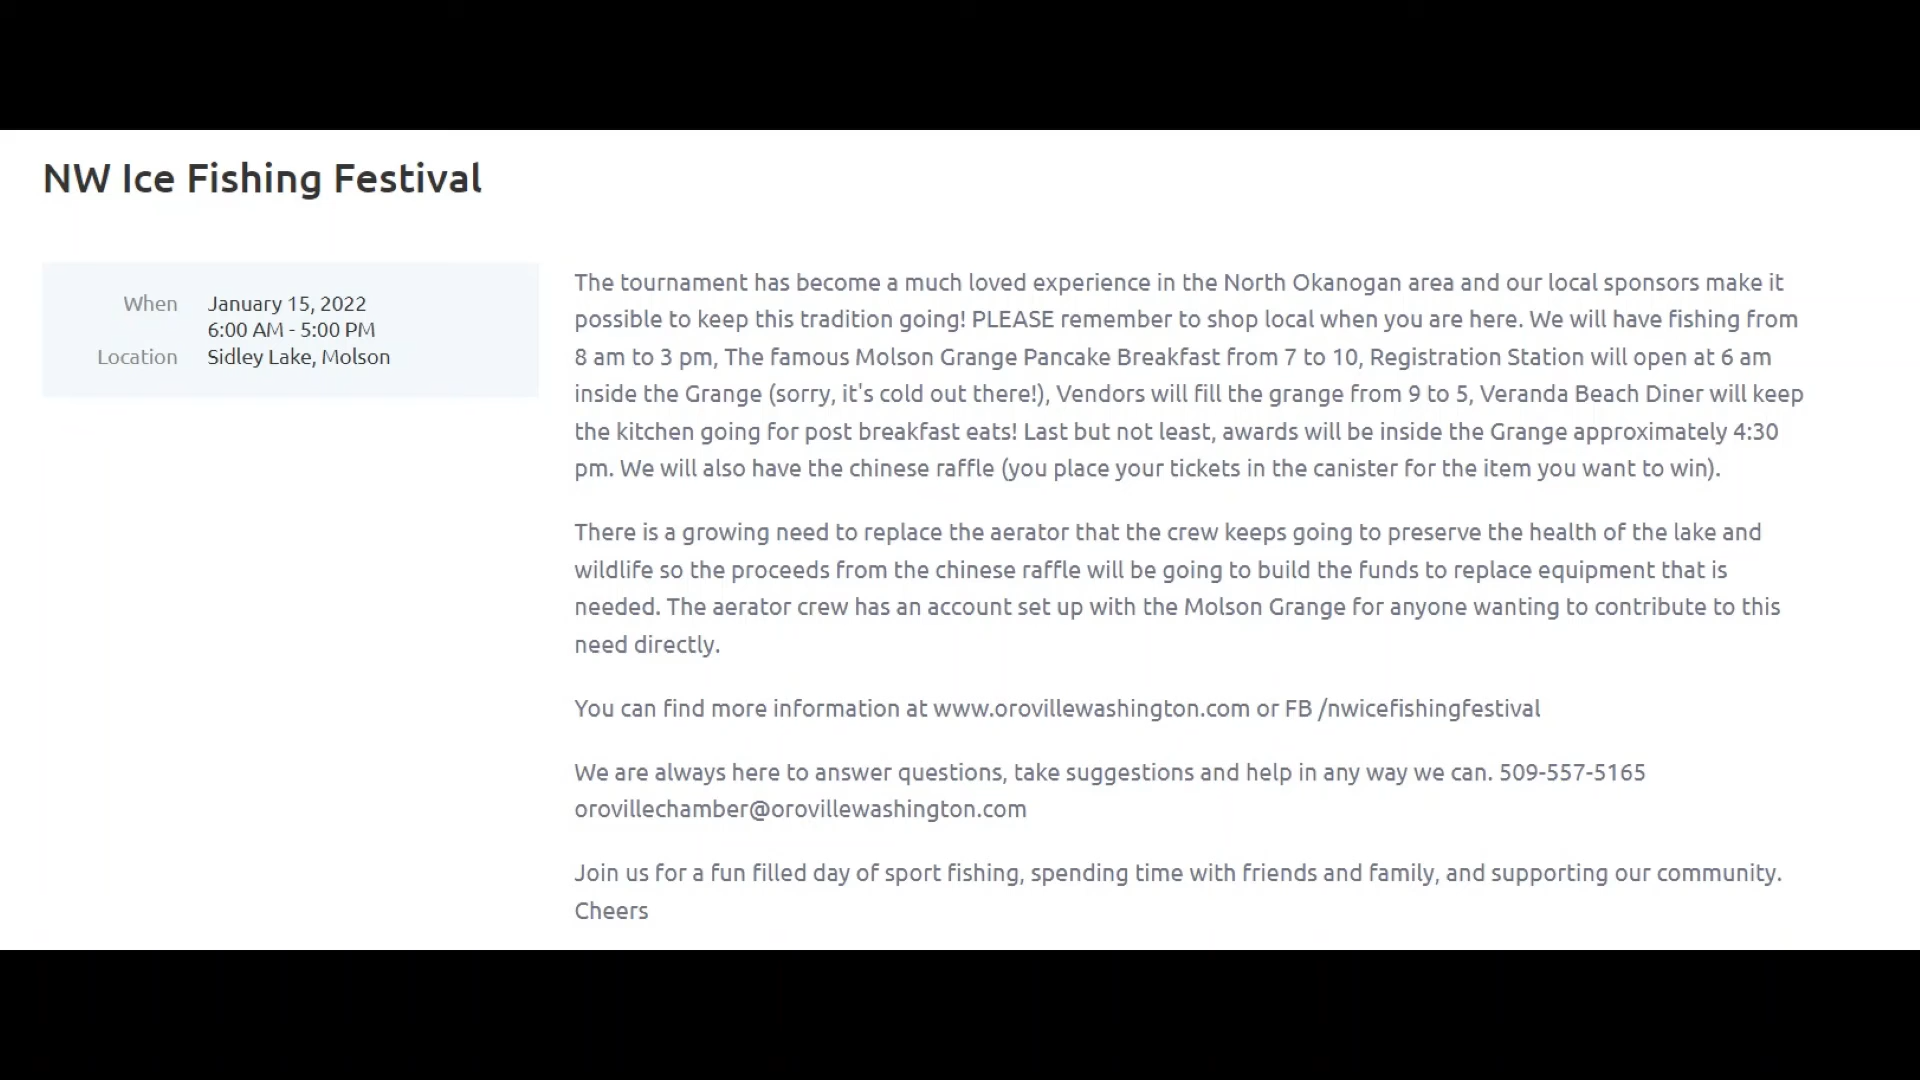 NW Ice Fishing Festival
When January 15, 2022
6:00 AM - 5:00 PM
Location Sidley Lake, Molson
The tournament has become a much loved experience in the North Okanogan area and our local sponsors make it
possible to keep this tradition going! PLEASE remember to shop local when you are here. We will have fishing from
8 am to 3 pm, The famous Molson Grange Pancake Breakfast from 7 to 10, Registration Station will open at 6 am
inside the Grange (sorry, it's cold out there!), Vendors will fill the grange from 9 to 5, Veranda Beach Diner will keep
the kitchen going for post breakfast eats! Last but not least, awards will be inside the Grange approximately 4:30
pm. We will also have the chinese raffle (you place your tickets in the canister for the item you want to win).
There is a growing need to replace the aerator that the crew keeps going to preserve the health of the lake and
wildlife so the proceeds from the chinese raffle will be going to build the funds to replace equipment that is
needed. The aerator crew has an account set up with the Molson Grange for anyone wanting to contribute to this
need directly.
You can find more information at www.orovillewashington.com or FB /nwicefishingfestival
We are always here to answer questions, take suggestions and help in any way we can. 509-557-5165
orovillechamber@orovillewashington.com
Join us for a fun filled day of sport fishing, spending time with friends and family, and supporting our community.
Cheers